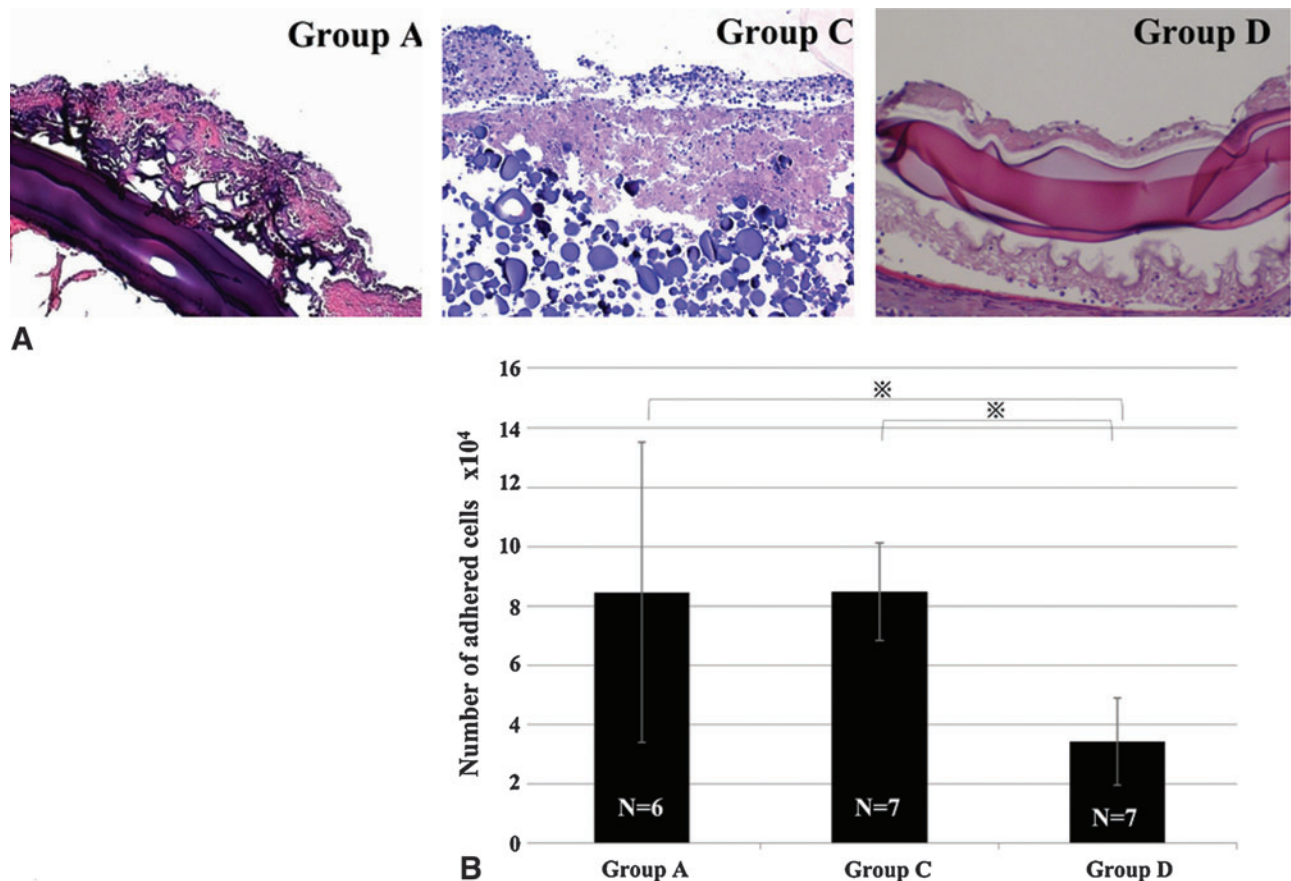 Group A
Group C
Group D
A
16
14
12
10
8
6
4
2
0
Number of adhered cells x10⁴
※
※
N=6
N=7
N=7
Group A
Group C
Group D
B